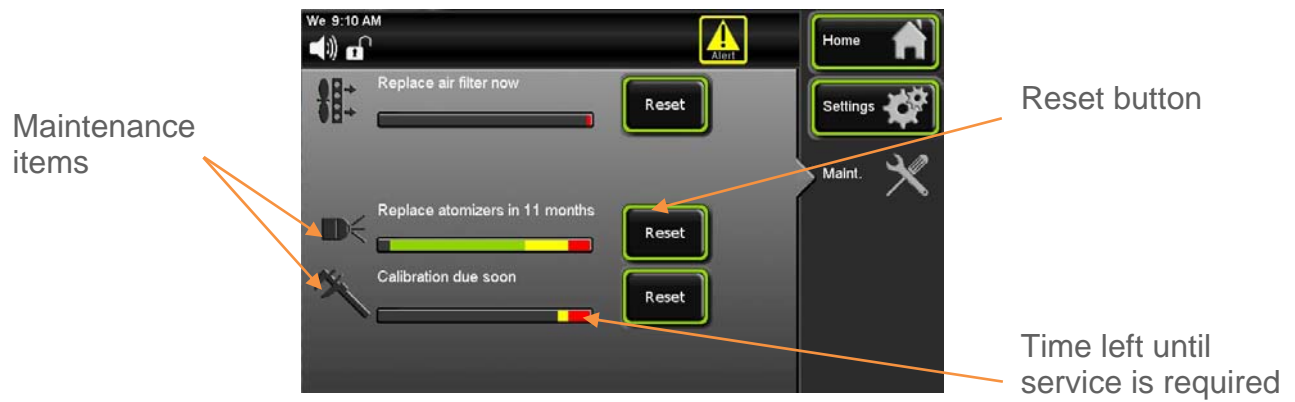 We 9:10 AM
Alert
Home
Replace air filter now
Reset
Settings
Reset button
Maintenance
items
Maint.
Replace atomizers in 11 months
Reset
Calibration due soon
Reset
Time left until
service is required